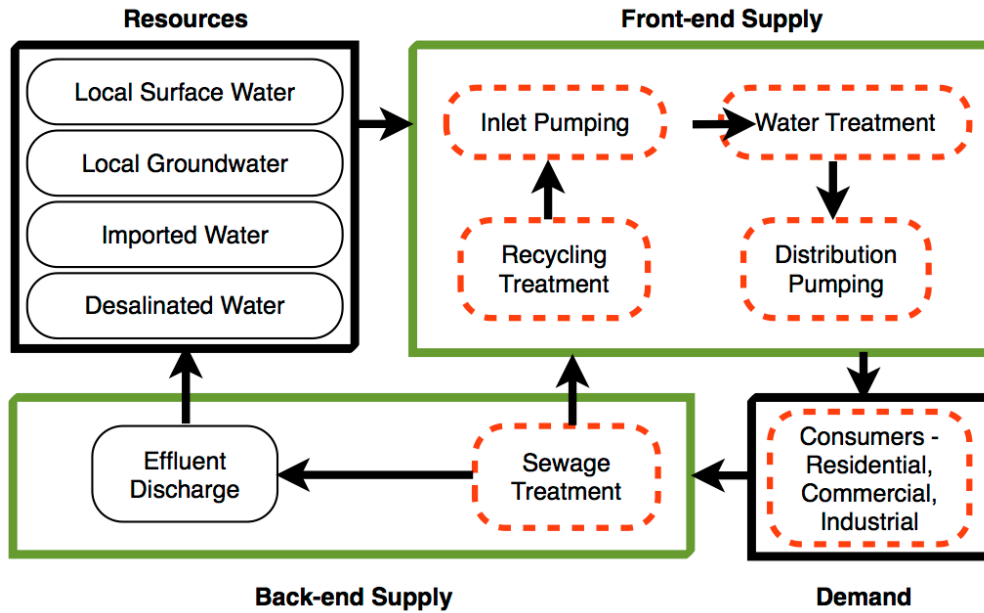 Resources
Front-end Supply
Local Surface Water
Local Groundwater
Imported Water
Desalinated Water
Inlet Pumping
Water Treatment
Recycling
Treatment
Distribution
Pumping
Effluent
Discharge
Sewage
Treatment
Consumers -
Residential,
Commercial,
Industrial
Back-end Supply
Demand